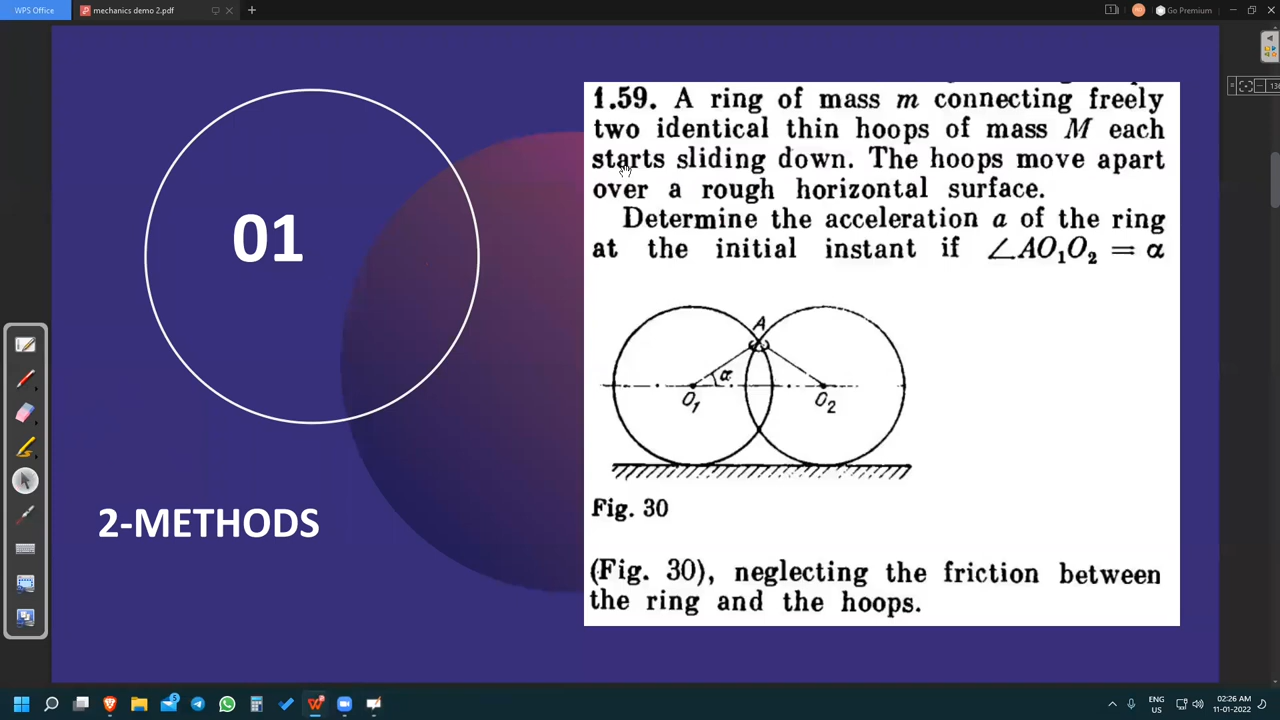 WPS Office
mechanics demo 2.pdf
Go Premium
01
2-METHODS
1.59. A ring of mass m connecting freely
two identical thin hoops of mass M each
starts sliding down. The hoops move apart
over a rough horizontal surface.
Determine the acceleration a of the ring
at the initial instant if ∠AO₁O₂ = α
A
α
O₁
O₂
Fig. 30
(Fig. 30), neglecting the friction between
the ring and the hoops.
ENG
US
02:26 AM
11-01-2022